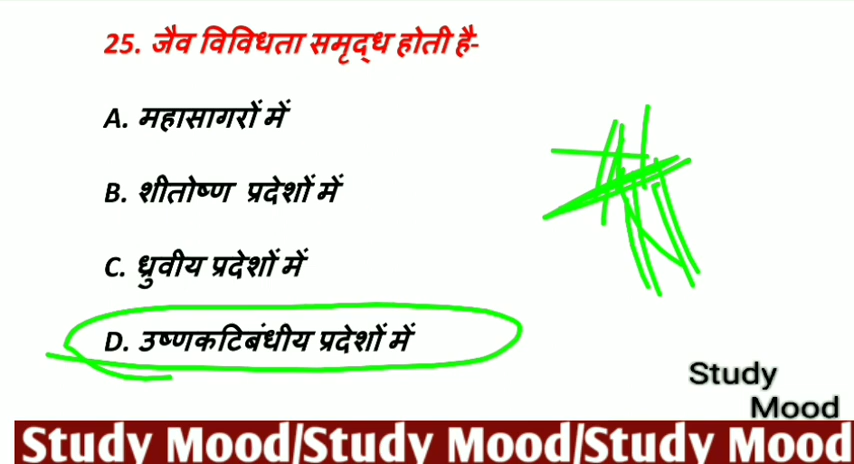 25. जैव विविधता समृद्ध होती है-
A. महासागरों में
B. शीतोष्ण प्रदेशों में
C. ध्रुवीय प्रदेशों में
D. उष्णकटिबंधीय प्रदेशों में
Study
Mood
Study Mood/Study Mood/Study Mood